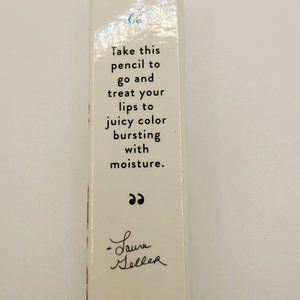 Take this
pencil to
go and
treat your
lips to
juicy color
bursting
with
moisture.
”
-Laura
Geller